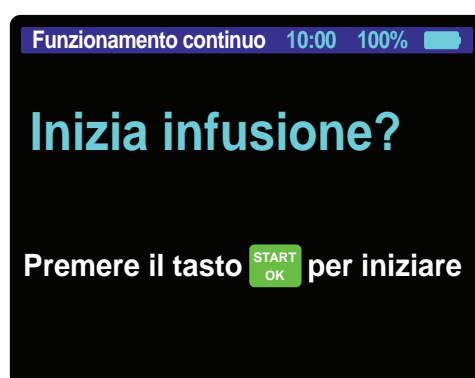 Funzionamento continuo 10:00 100%
Inizia infusione?
Premere il tasto START OK per iniziare